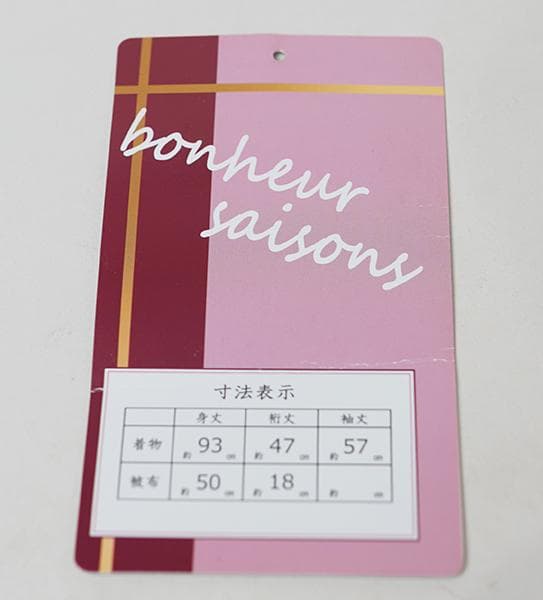 bonheur
saisons
寸法表示
身丈 裄丈 袖丈
着物 約 93 cm 約 47 cm 約 57 cm
被布 約 50 cm 約 18 cm 約 cm